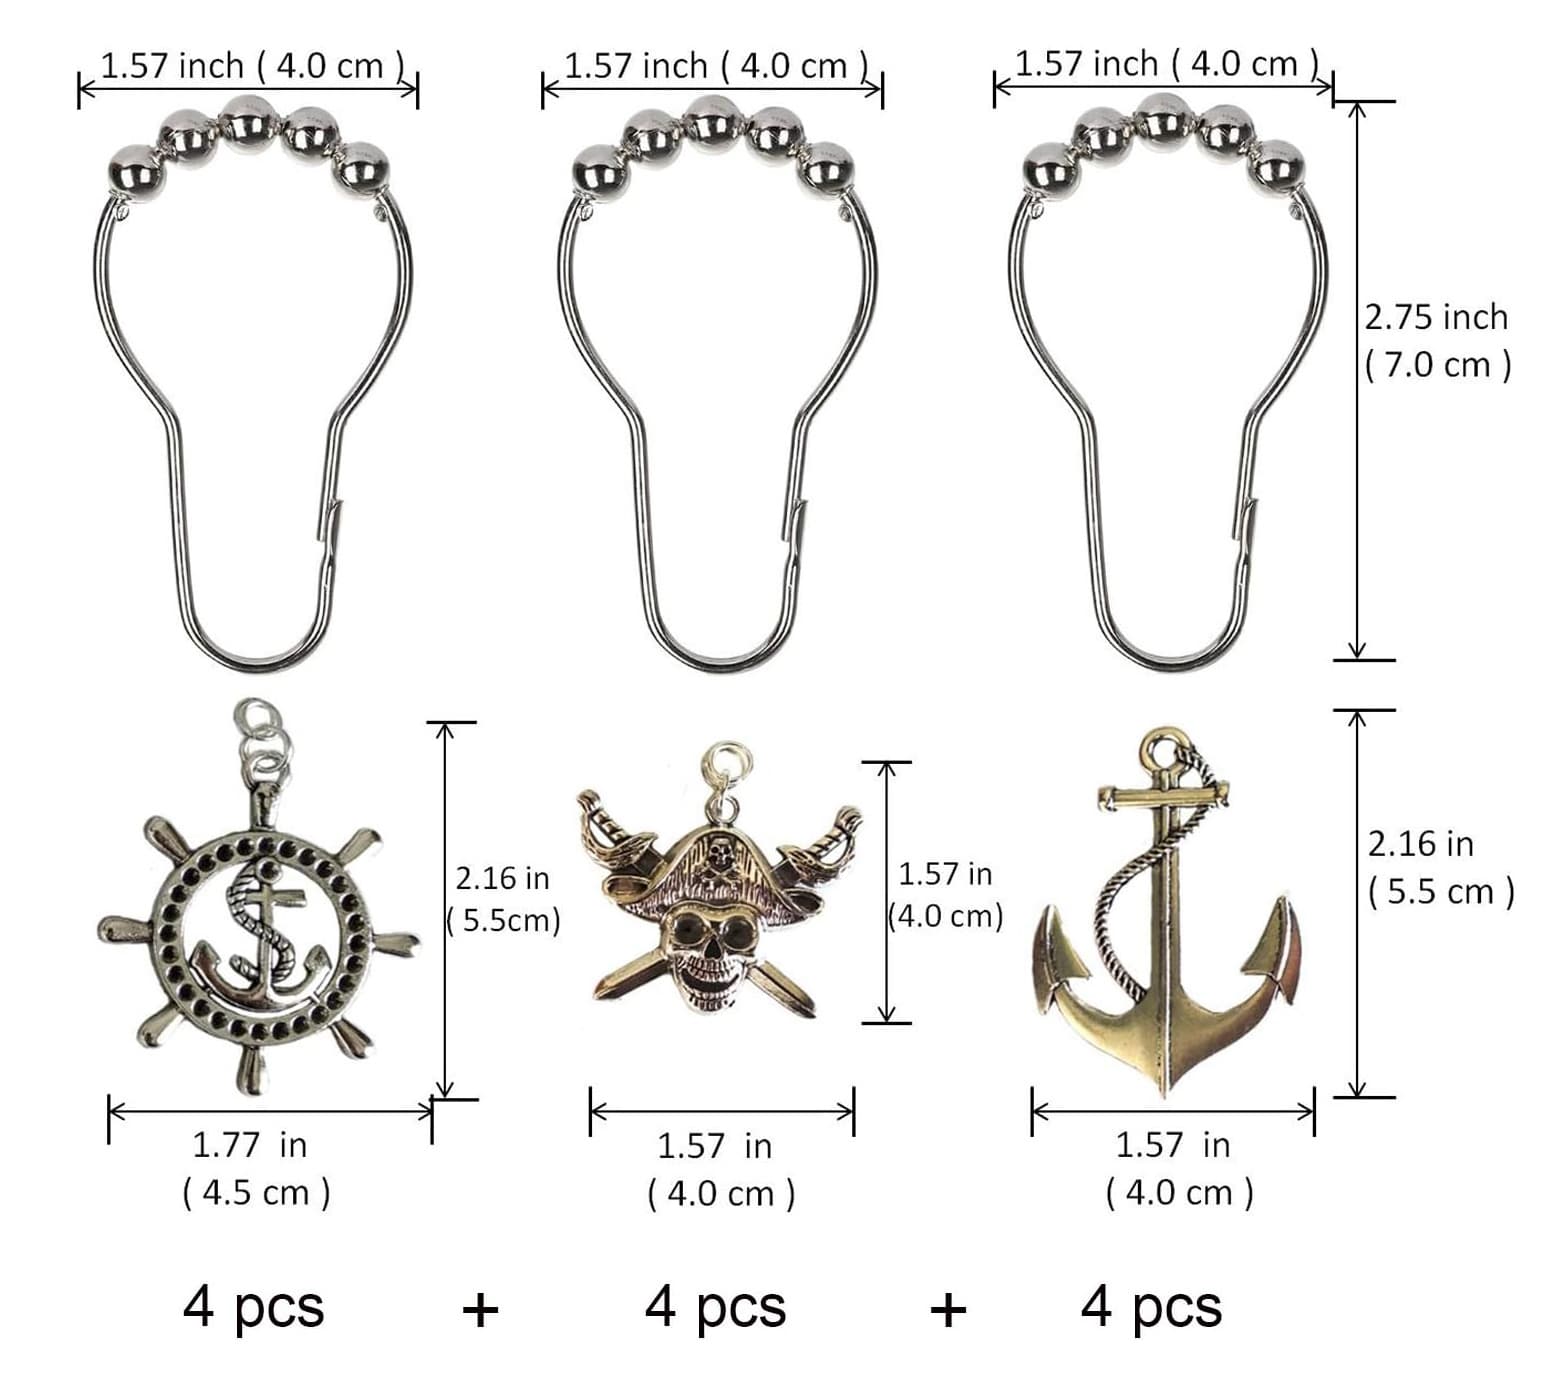 1.57 inch ( 4.0 cm )
1.57 inch ( 4.0 cm )
1.57 inch ( 4.0 cm )
2.75 inch
( 7.0 cm )
2.16 in
( 5.5cm)
1.57 in
(4.0 cm)
2.16 in
( 5.5 cm )
1.77 in
( 4.5 cm )
1.57 in
( 4.0 cm )
1.57 in
( 4.0 cm )
4 pcs + 4 pcs + 4 pcs